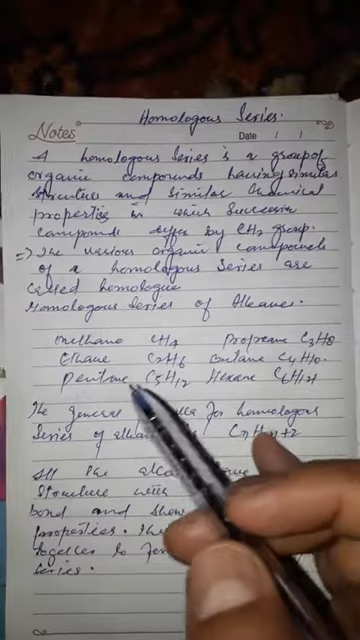 Homologous Series.
Notes Date / /
A homologous Series is a group of
organic compounds having similar
structure and similar Chemical
properties in which Successive
compounds differ by CH2 group.
=> The various organic compounds
of a homologous Series are
called homologue
Homologous Series of Alkanes.
Methane CH4 Propane C3H8
Ethane C2H6 Butane C4H10
Pentane C5H12 Hexane C6H14
The general for homologous
Series of CnH2n+2
All the
Structure with
bond and show
properties.
together to
series.